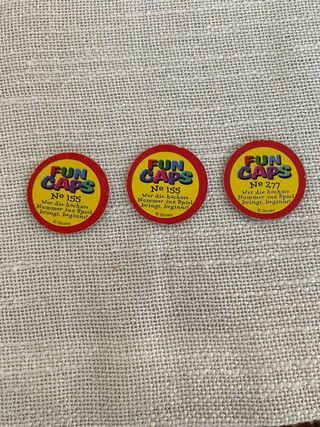 FUN
CAPS
No 155
Wer die höchste
Nummer ins Spiel
bringt, beginnt!
FUN
CAPS
No 155
Wer die höchste
Nummer ins Spiel
bringt, beginnt!
FUN
CAPS
No 277
Wer die höchste
Nummer ins Spiel
bringt, beginnt!